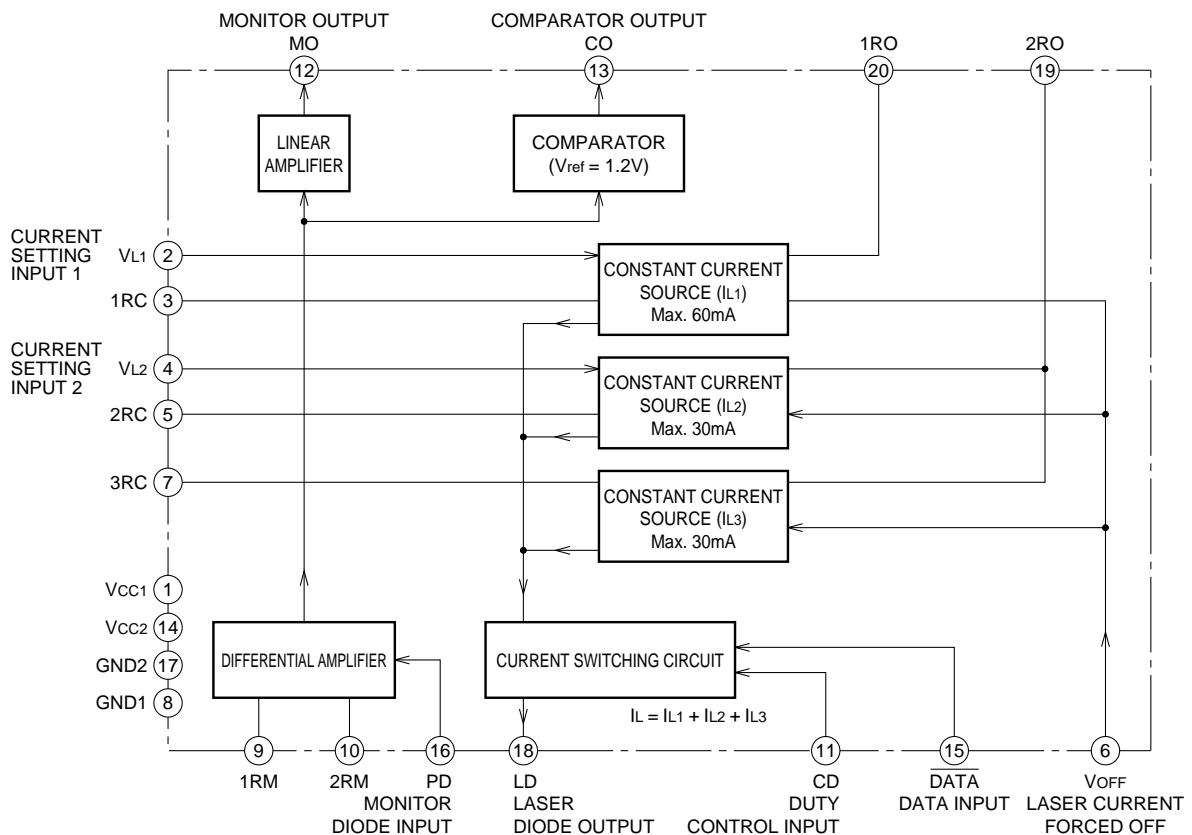 MONITOR OUTPUT
MO
COMPARATOR OUTPUT
CO
1RO
2RO
12
13
20
19
LINEAR
AMPLIFIER
COMPARATOR
(Vref = 1.2V)
CURRENT
SETTING
INPUT 1
VL1
2
1RC
3
CONSTANT CURRENT
SOURCE (IL1)
Max. 60mA
CURRENT
SETTING
INPUT 2
VL2
4
2RC
5
CONSTANT CURRENT
SOURCE (IL2)
Max. 30mA
3RC
7
CONSTANT CURRENT
SOURCE (IL3)
Max. 30mA
VCC1
1
VCC2
14
GND2
17
GND1
8
DIFFERENTIAL AMPLIFIER
CURRENT SWITCHING CIRCUIT
IL = IL1 + IL2 + IL3
9
10
16
18
11
15
6
1RM
2RM
PD
MONITOR
DIODE INPUT
LD
LASER
DIODE OUTPUT
CD
DUTY
CONTROL INPUT
DATA
DATA INPUT
VOFF
LASER CURRENT
FORCED OFF